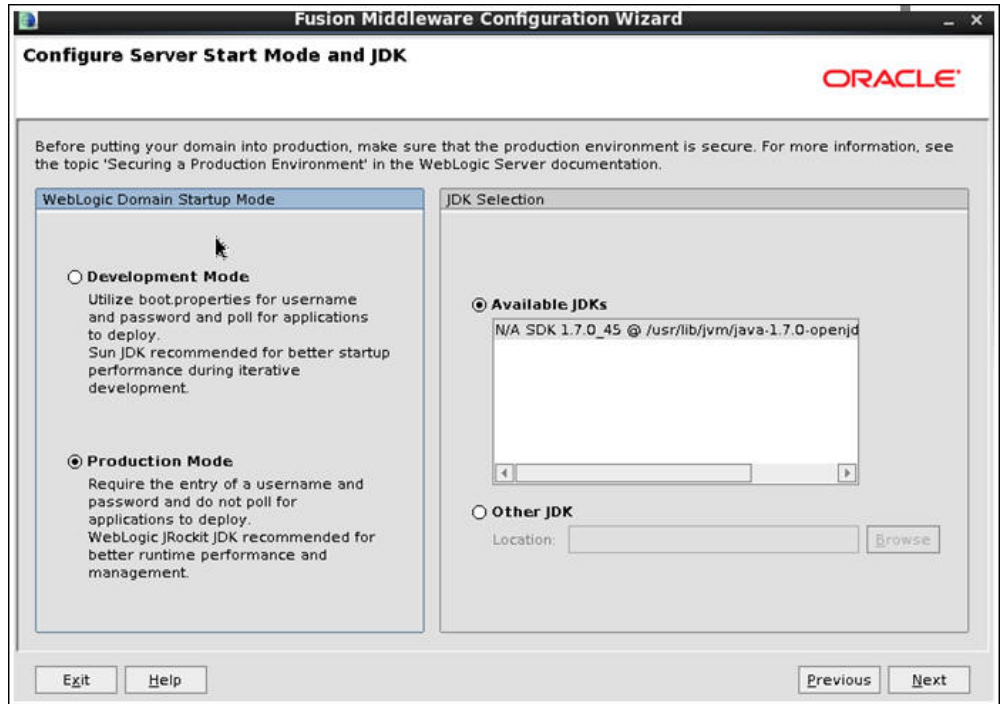 Fusion Middleware Configuration Wizard
Configure Server Start Mode and JDK
ORACLE
Before putting your domain into production, make sure that the production environment is secure. For more information, see
the topic 'Securing a Production Environment' in the WebLogic Server documentation.
WebLogic Domain Startup Mode
Development Mode
Utilize boot.properties for username
and password and poll for applications
to deploy.
Sun JDK recommended for better startup
performance during iterative
development.
Production Mode
Require the entry of a username and
password and do not poll for
applications to deploy.
WebLogic JRockit JDK recommended for
better runtime performance and
management.
JDK Selection
Available JDKs
N/A SDK 1.7.0_45 @ /usr/lib/jvm/java-1.7.0-openjd
Other JDK
Location:
Browse
Exit
Help
Previous
Next